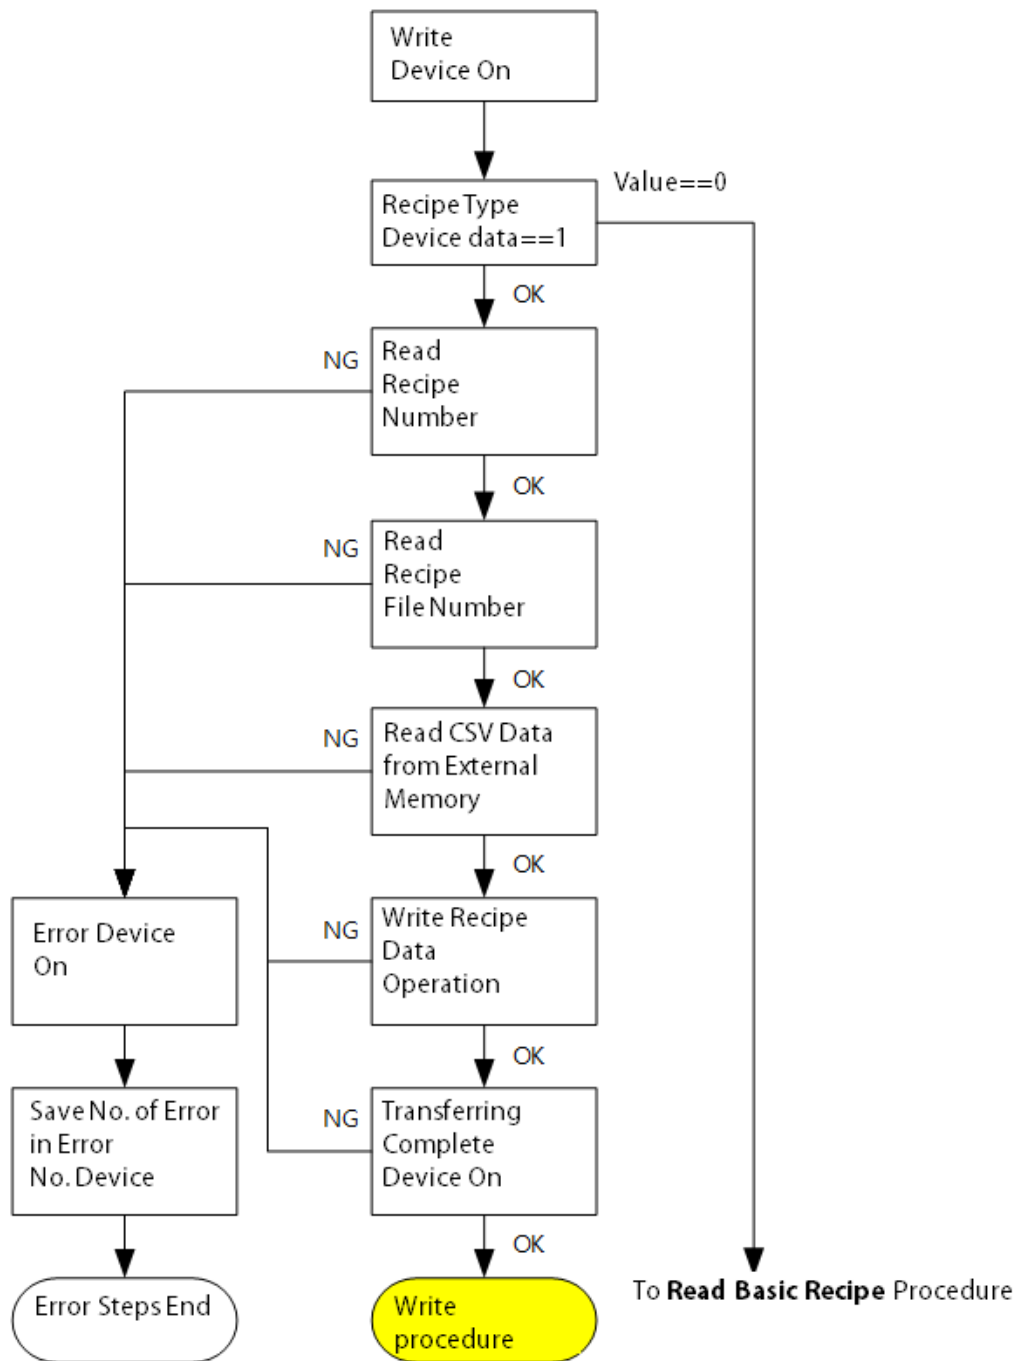 Write
Device On
Value==0
Recipe Type
Device data==1
OK
NG
Read
Recipe
Number
OK
NG
Read
Recipe
File Number
OK
NG
Read CSV Data
from External
Memory
OK
Error Device
On
NG
Write Recipe
Data
Operation
OK
Save No. of Error
in Error
No. Device
NG
Transferring
Complete
Device On
OK
Error Steps End
Write
procedure
To Read Basic Recipe Procedure